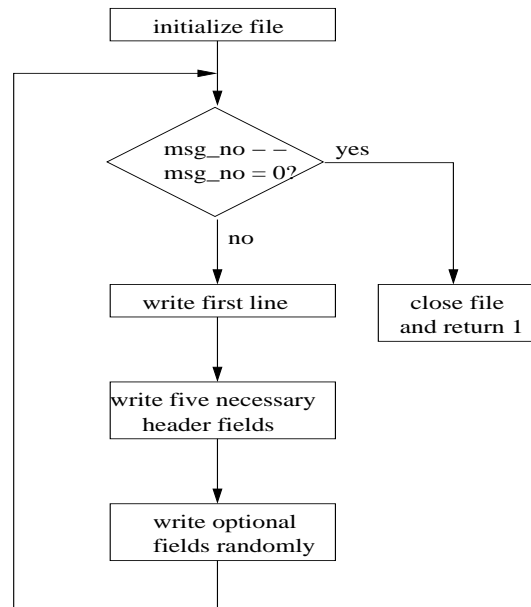 initialize file
msg_no – –
msg_no = 0?
yes
no
write first line
close file
and return 1
write five necessary
header fields
write optional
fields randomly